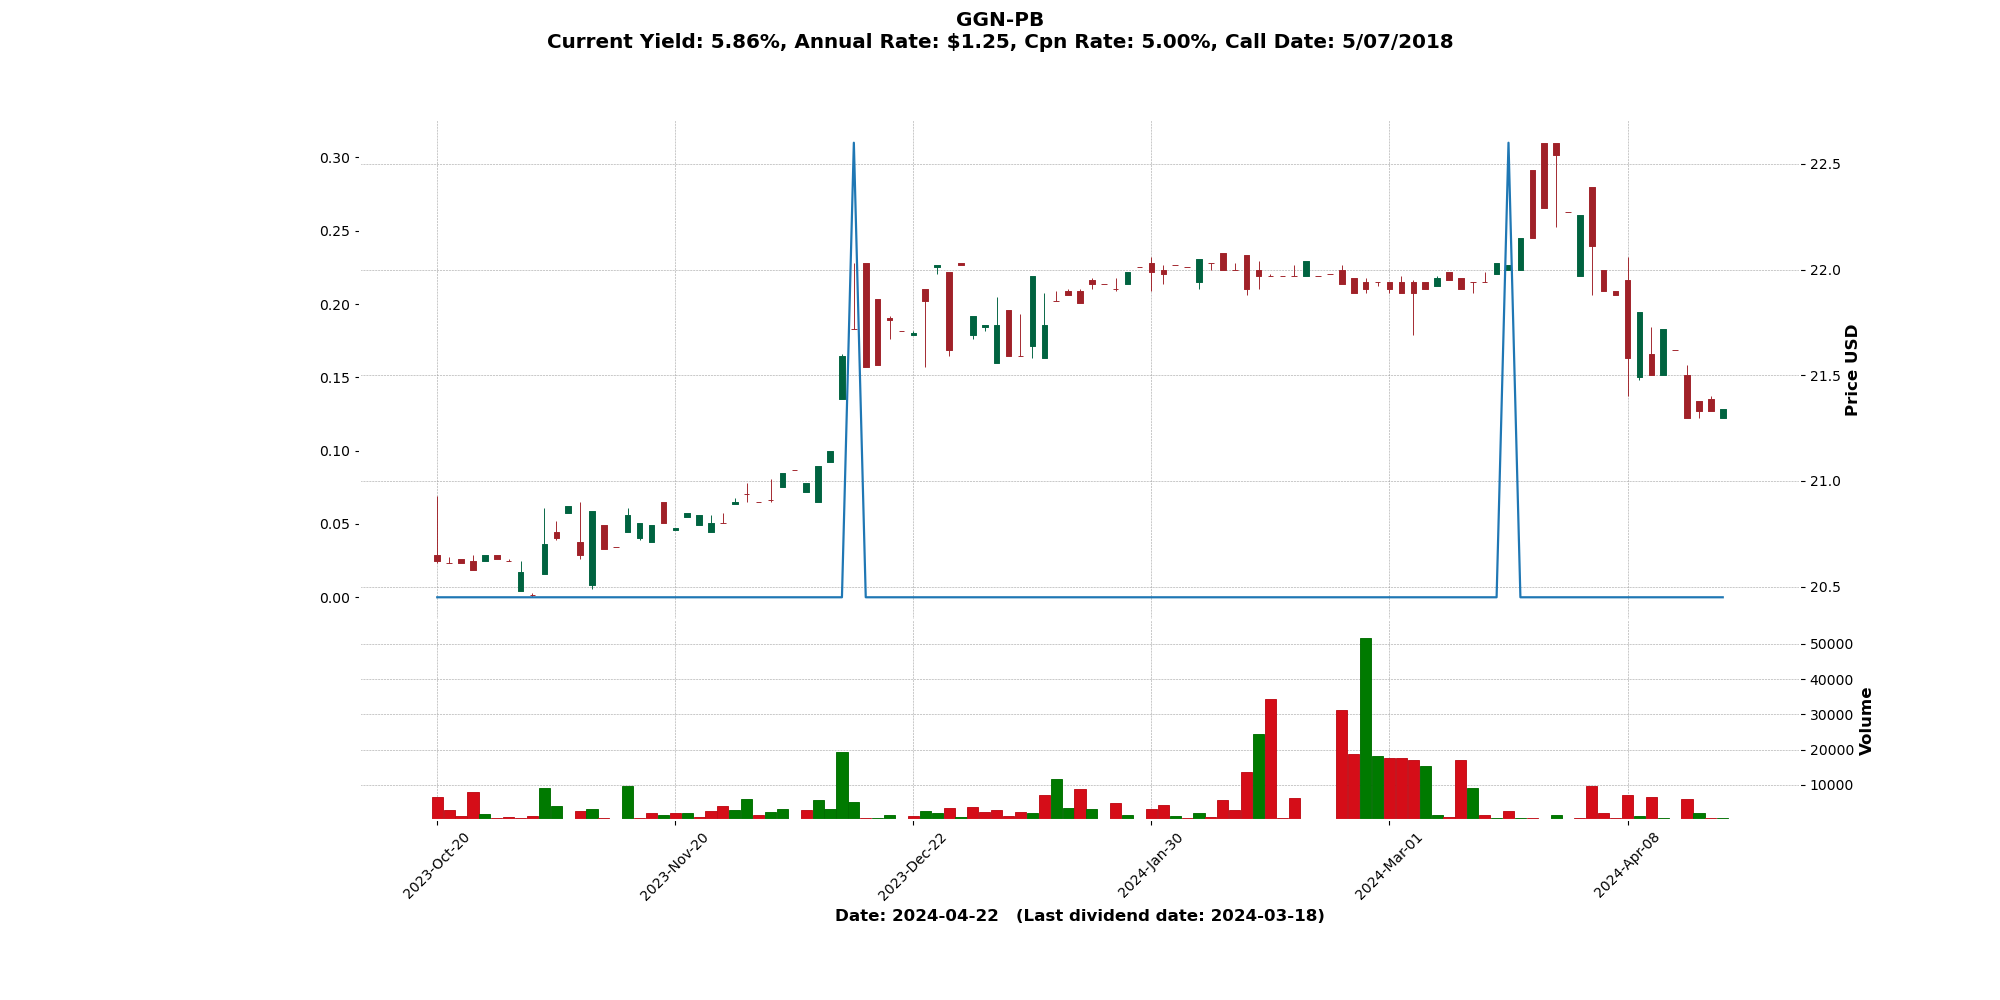 GGN-PB
Current Yield: 5.86%, Annual Rate: $1.25, Cpn Rate: 5.00%, Call Date: 5/07/2018
0.30
0.25
0.20
0.15
0.10
0.05
0.00
22.5
22.0
21.5
21.0
20.5
Price USD
50000
40000
30000
20000
10000
Volume
2023-Oct-20
2023-Nov-20
2023-Dec-22
2024-Jan-30
2024-Mar-01
2024-Apr-08
Date: 2024-04-22 (Last dividend date: 2024-03-18)